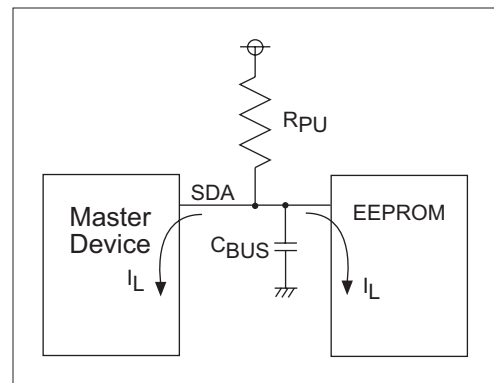 RPU
SDA
Master
Device
EEPROM
CBUS
IL
IL